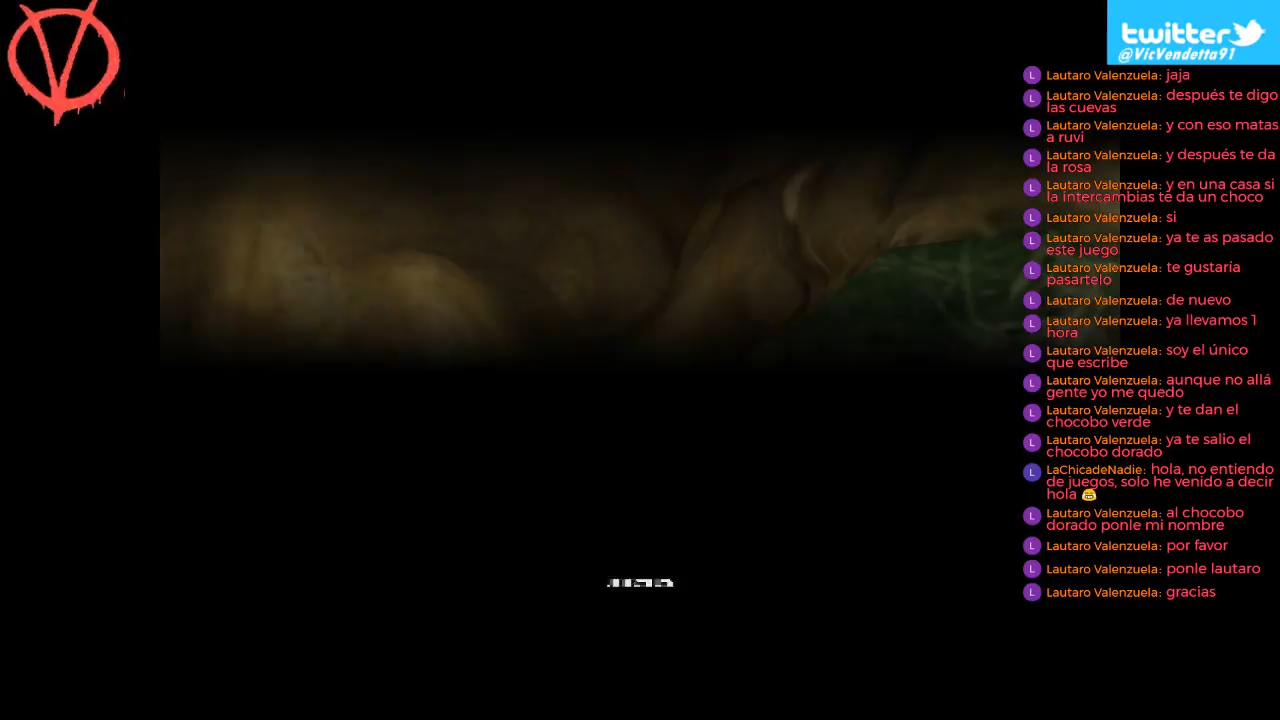 twitter
@VicVendetta91
L Lautaro Valenzuela: jaja
L Lautaro Valenzuela: después te digo
las cuevas
L Lautaro Valenzuela: y con eso matas
a ruvi
L Lautaro Valenzuela: y después te da
la rosa
L Lautaro Valenzuela: y en una casa si
la intercambias te da un choco
L Lautaro Valenzuela: si
L Lautaro Valenzuela: ya te as pasado
este juego
L Lautaro Valenzuela: te gustaría
pasartelo
L Lautaro Valenzuela: de nuevo
L Lautaro Valenzuela: ya llevamos 1
hora
L Lautaro Valenzuela: soy el único
que escribe
L Lautaro Valenzuela: aunque no allá
gente yo me quedo
L Lautaro Valenzuela: y te dan el
chocobo verde
L Lautaro Valenzuela: ya te salio el
chocobo dorado
L LaChicadeNadie: hola, no entiendo
de juegos, solo he venido a decir
hola 😂
L Lautaro Valenzuela: al chocobo
dorado ponle mi nombre
L Lautaro Valenzuela: por favor
L Lautaro Valenzuela: ponle lautaro
L Lautaro Valenzuela: gracias